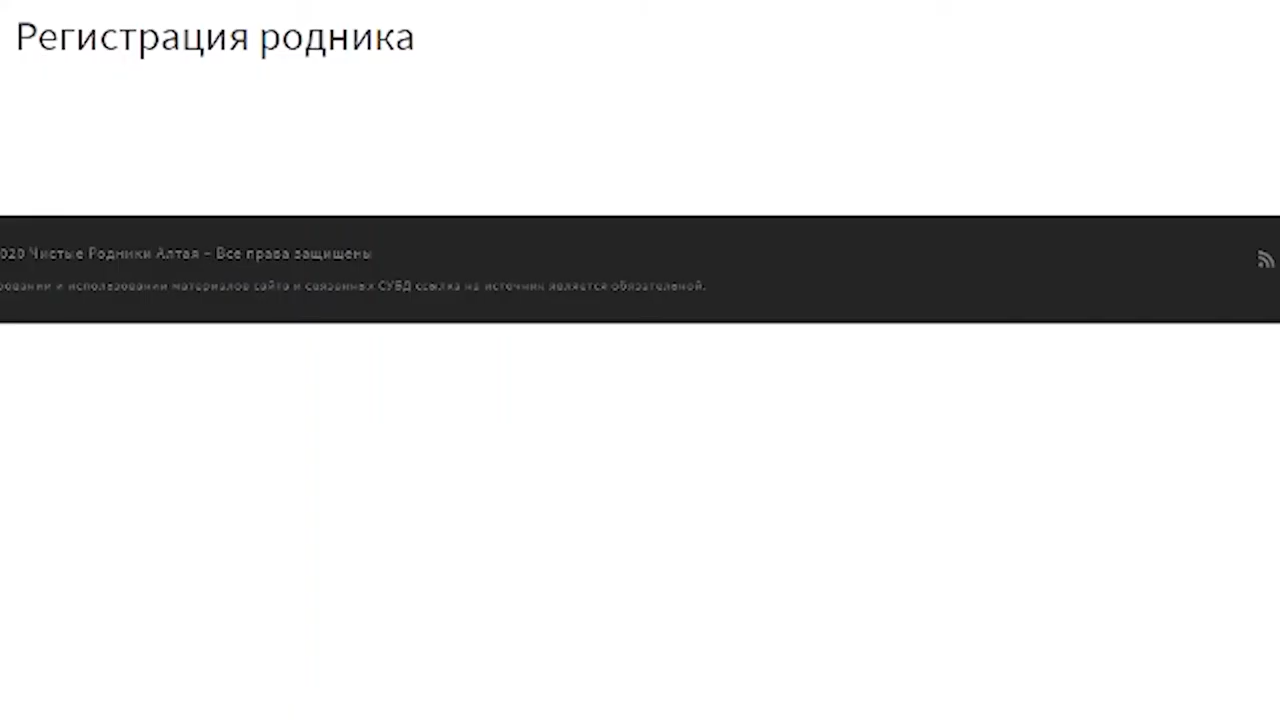 Регистрация родника
020 Чистые Родники Алтая – Все права защищены
ровании и использовании материалов сайта и связанных СУБД ссылка на источник является обязательной.